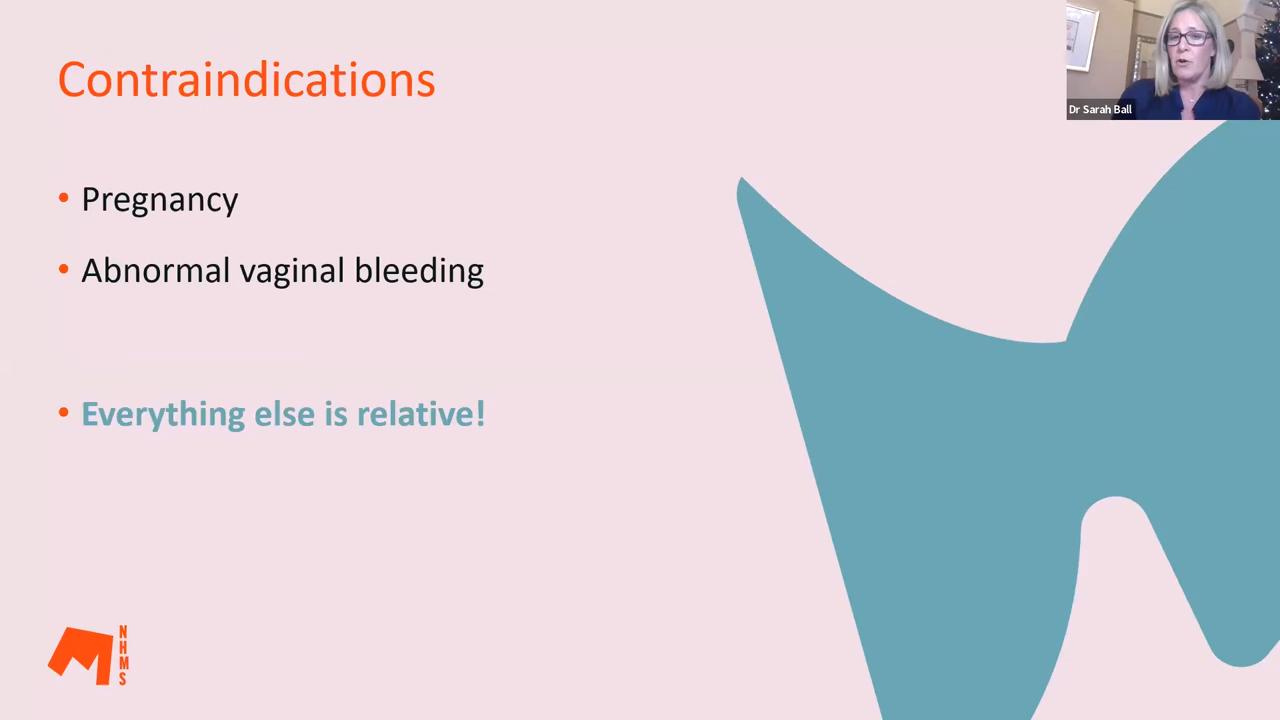 Contraindications
Dr Sarah Ball
• Pregnancy
• Abnormal vaginal bleeding
• Everything else is relative!
NHMS